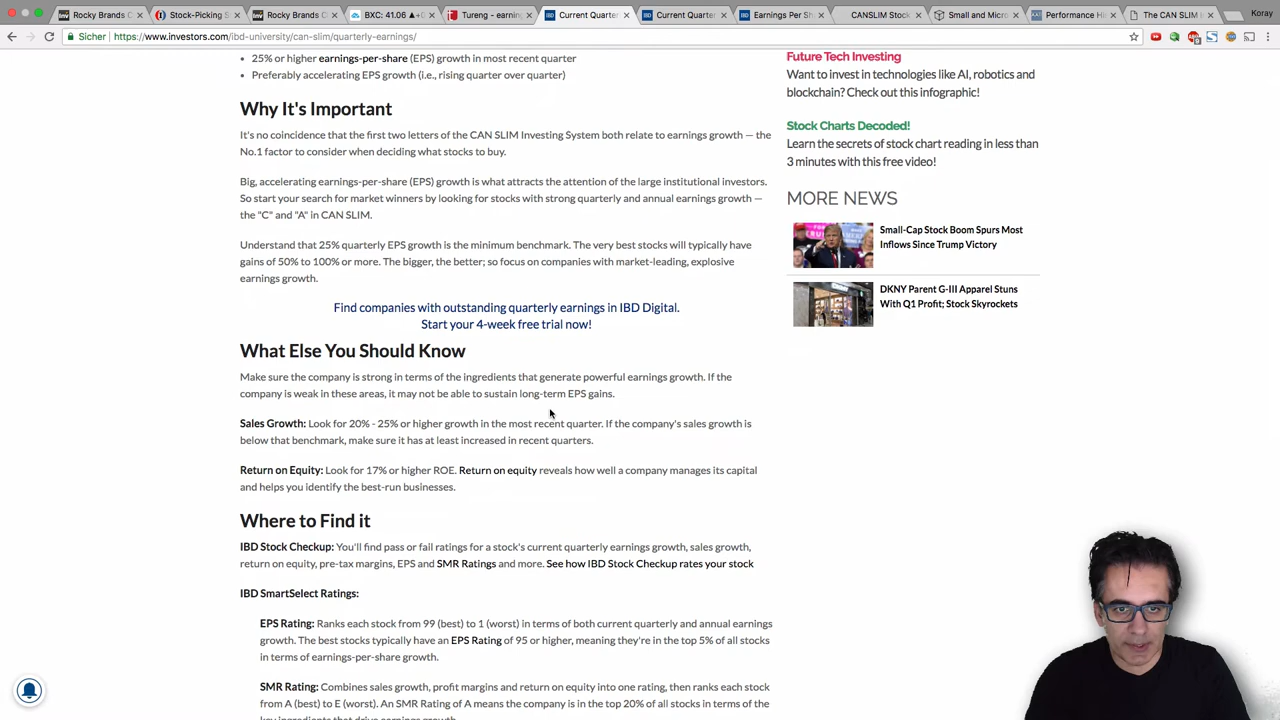 Rocky Brands C
Stock-Picking S
Rocky Brands C
BXC: 41.06 ▲+0
Tureng – earning
Current Quarter
Current Quarter
Earnings Per Sh
CANSLIM Stock
Small and Micro
Performance Hi
The CAN SLIM I
Koray
Sicher | https://www.investors.com/ibd-university/can-slim/quarterly-earnings/
• 25% or higher earnings-per-share (EPS) growth in most recent quarter
• Preferably accelerating EPS growth (i.e., rising quarter over quarter)
Why It's Important
It's no coincidence that the first two letters of the CAN SLIM Investing System both relate to earnings growth — the
No.1 factor to consider when deciding what stocks to buy.
Big, accelerating earnings-per-share (EPS) growth is what attracts the attention of the large institutional investors.
So start your search for market winners by looking for stocks with strong quarterly and annual earnings growth —
the "C" and "A" in CAN SLIM.
Understand that 25% quarterly EPS growth is the minimum benchmark. The very best stocks will typically have
gains of 50% to 100% or more. The bigger, the better; so focus on companies with market-leading, explosive
earnings growth.
Find companies with outstanding quarterly earnings in IBD Digital.
Start your 4-week free trial now!
What Else You Should Know
Make sure the company is strong in terms of the ingredients that generate powerful earnings growth. If the
company is weak in these areas, it may not be able to sustain long-term EPS gains.
Sales Growth: Look for 20% - 25% or higher growth in the most recent quarter. If the company's sales growth is
below that benchmark, make sure it has at least increased in recent quarters.
Return on Equity: Look for 17% or higher ROE. Return on equity reveals how well a company manages its capital
and helps you identify the best-run businesses.
Where to Find it
IBD Stock Checkup: You'll find pass or fail ratings for a stock's current quarterly earnings growth, sales growth,
return on equity, pre-tax margins, EPS and SMR Ratings and more. See how IBD Stock Checkup rates your stock
IBD SmartSelect Ratings:
EPS Rating: Ranks each stock from 99 (best) to 1 (worst) in terms of both current quarterly and annual earnings
growth. The best stocks typically have an EPS Rating of 95 or higher, meaning they're in the top 5% of all stocks
in terms of earnings-per-share growth.
SMR Rating: Combines sales growth, profit margins and return on equity into one rating, then ranks each stock
from A (best) to E (worst). An SMR Rating of A means the company is in the top 20% of all stocks in terms of the
key ingredients that drive earnings growth.
Future Tech Investing
Want to invest in technologies like AI, robotics and
blockchain? Check out this infographic!
Stock Charts Decoded!
Learn the secrets of stock chart reading in less than
3 minutes with this free video!
MORE NEWS
Small-Cap Stock Boom Spurs Most
Inflows Since Trump Victory
DKNY Parent G-III Apparel Stuns
With Q1 Profit; Stock Skyrockets